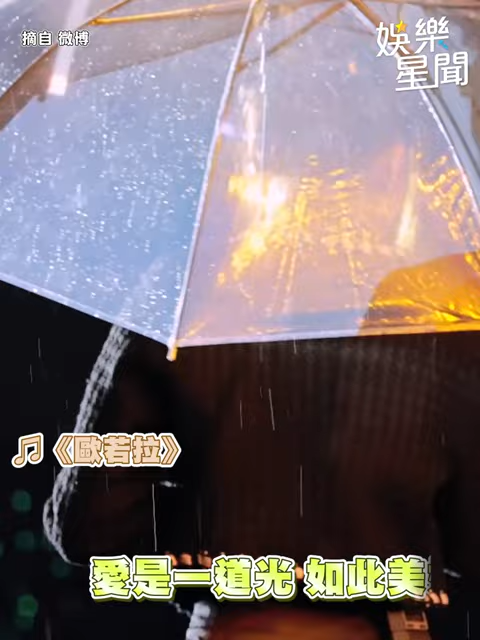 摘自 微博
娛樂
星聞
♫《歐若拉》
愛是一道光 如此美